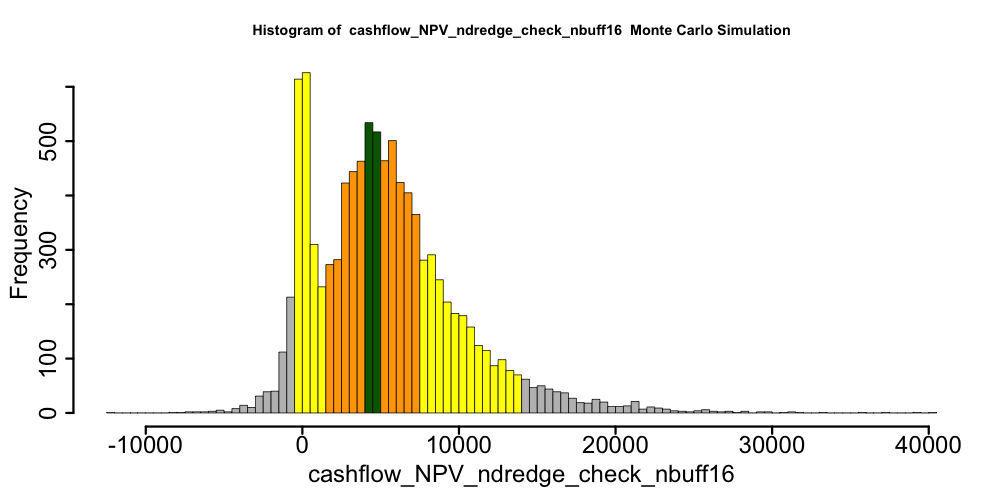 Histogram of cashflow_NPV_ndredge_check_nbuff16 Monte Carlo Simulation
Frequency
500
300
100
0
-10000 0 10000 20000 30000 40000
cashflow_NPV_ndredge_check_nbuff16